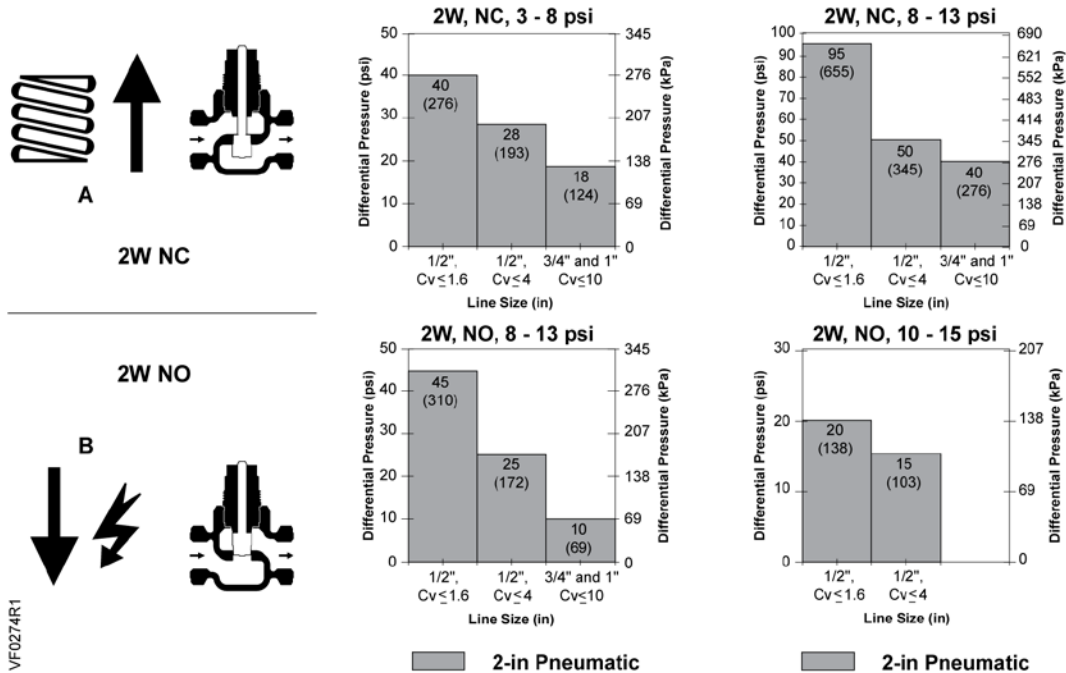 A
2W NC
2W NO
B
VF0274R1
2W, NC, 3 - 8 psi
Differential Pressure (psi)
50
40
30
20
10
0
40
(276)
28
(193)
18
(124)
345
276
207
138
69
0
Differential Pressure (kPa)
1/2", 1/2", 3/4" and 1"
Cv≤1.6 Cv≤4 Cv≤10
Line Size (in)
2W, NC, 8 - 13 psi
Differential Pressure (psi)
100
90
80
70
60
50
40
30
20
10
0
95
(655)
50
(345)
40
(276)
690
621
552
483
414
345
276
207
138
69
0
Differential Pressure (kPa)
1/2", 1/2", 3/4" and 1"
Cv≤1.6 Cv≤4 Cv≤10
Line Size (in)
2W, NO, 8 - 13 psi
Differential Pressure (psi)
50
40
30
20
10
0
45
(310)
25
(172)
10
(69)
345
276
207
138
69
0
Differential Pressure (kPa)
1/2", 1/2", 3/4" and 1"
Cv≤1.6 Cv≤4 Cv≤10
Line Size (in)
2-in Pneumatic
2W, NO, 10 - 15 psi
Differential Pressure (psi)
30
20
10
0
20
(138)
15
(103)
207
138
69
0
Differential Pressure (kPa)
1/2", 1/2",
Cv≤1.6 Cv≤4
Line Size (in)
2-in Pneumatic